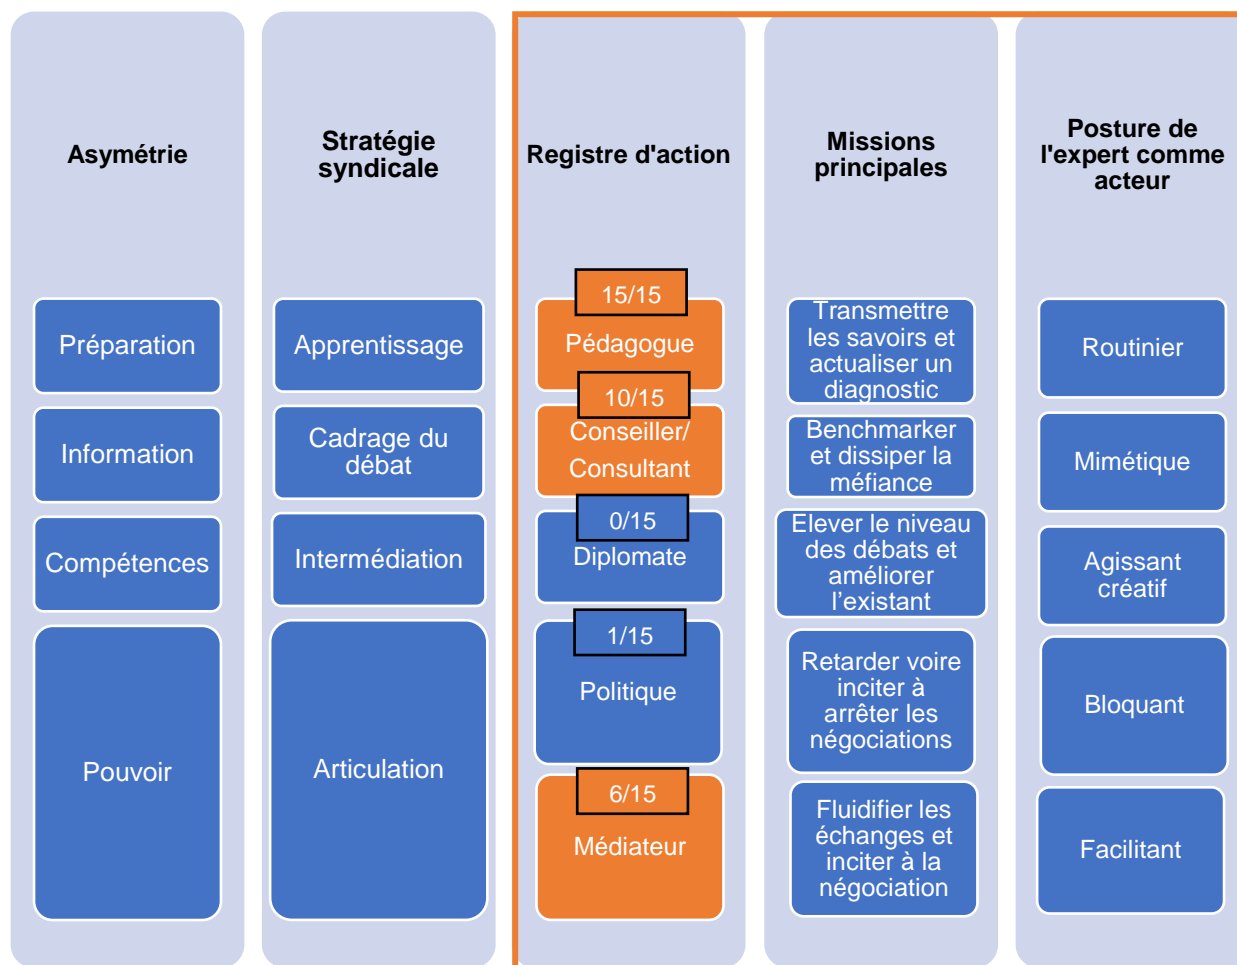 Asymétrie
Préparation
Information
Compétences
Pouvoir
Stratégie
syndicale
Apprentissage
Cadrage du
débat
Intermédiation
Articulation
Registre d'action
15/15
Pédagogue
10/15
Conseiller/
Consultant
0/15
Diplomate
1/15
Politique
6/15
Médiateur
Missions
principales
Transmettre
les savoirs et
actualiser un
diagnostic
Benchmarker
et dissiper la
méfiance
Elever le niveau
des débats et
améliorer
l’existant
Retarder voire
inciter à
arrêter les
négociations
Fluidifier les
échanges et
inciter à la
négociation
Posture de
l'expert comme
acteur
Routinier
Mimétique
Agissant
créatif
Bloquant
Facilitant